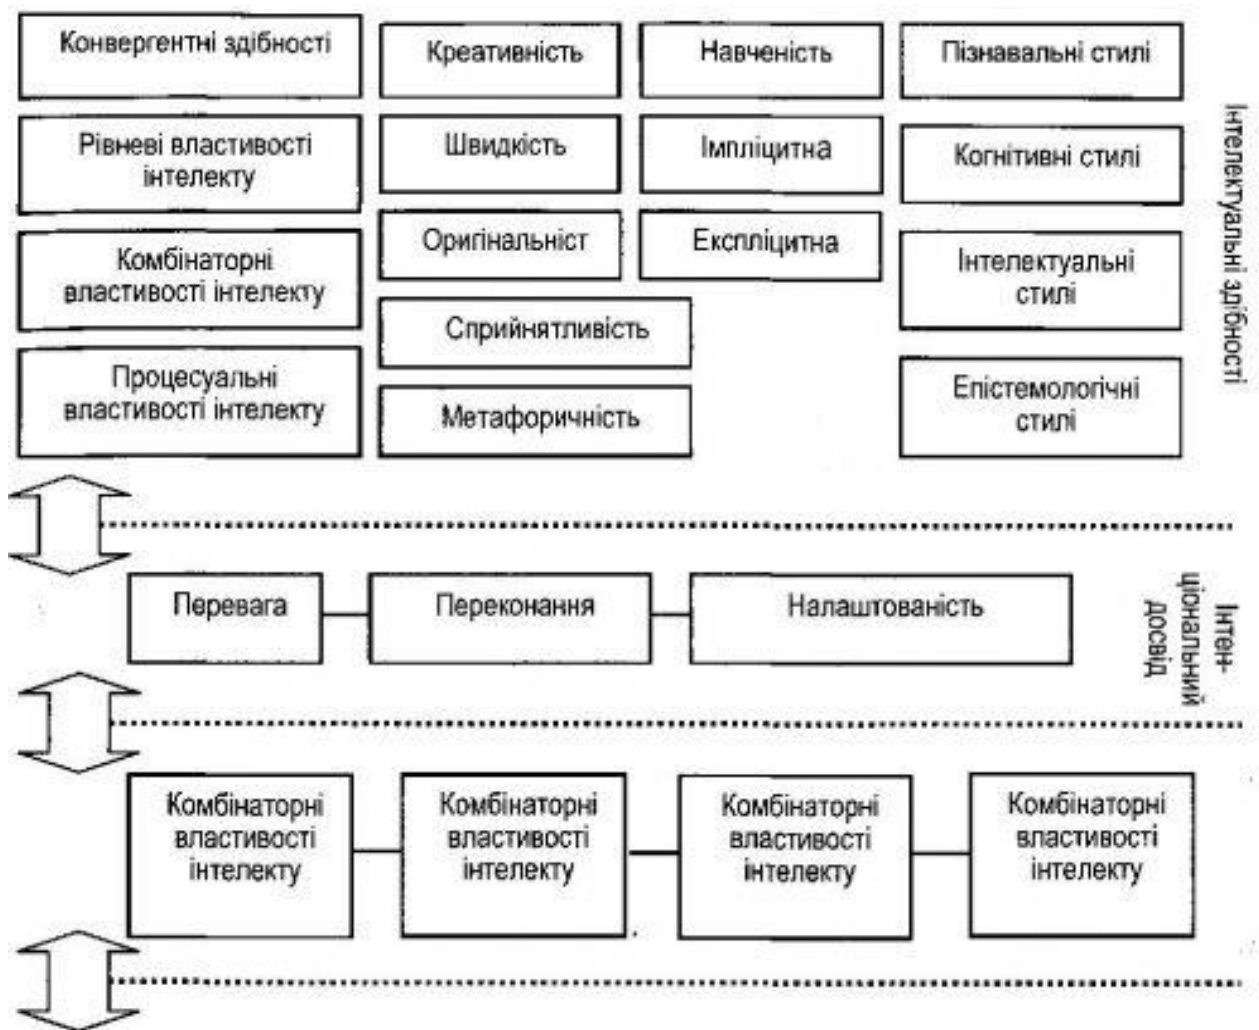 Конвергентні здібності
Рівневі властивості
інтелекту
Комбінаторні
властивості інтелекту
Процесуальні
властивості інтелекту
Креативність
Швидкість
Оригінальніст
Сприйнятливість
Метафоричність
Навченість
Імпліцитна
Експліцитна
Пізнавальні стилі
Когнітивні стилі
Інтелектуальні
стилі
Епістемологічні
стилі
Інтелектуальні здібності
Перевага
Переконання
Налаштованість
Інтен-
ціональний
досвід
Комбінаторні
властивості
інтелекту
Комбінаторні
властивості
інтелекту
Комбінаторні
властивості
інтелекту
Комбінаторні
властивості
інтелекту